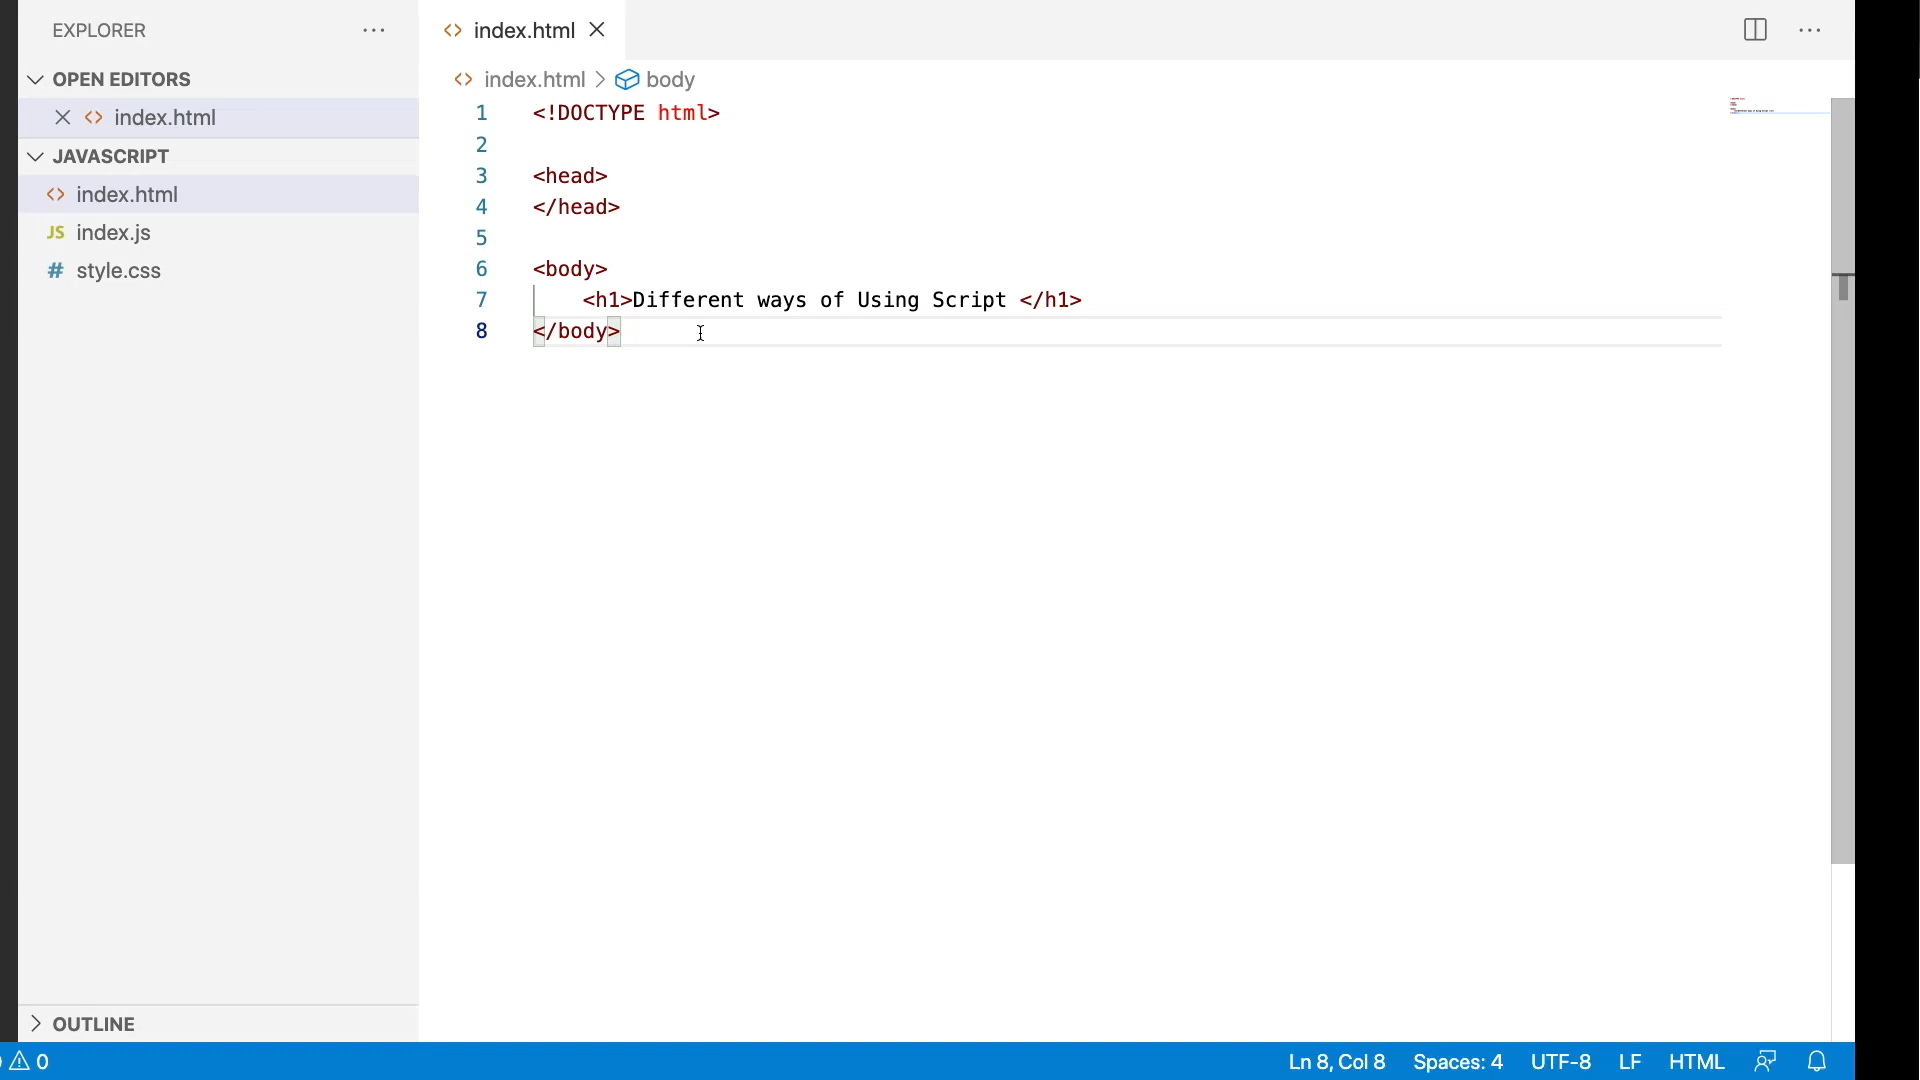 EXPLORER
OPEN EDITORS
index.html
JAVASCRIPT
index.html
JS index.js
# style.css
OUTLINE
index.html
index.html > body
1 <!DOCTYPE html>
2
3 <head>
4 </head>
5
6 <body>
7 <h1>Different ways of Using Script </h1>
8 </body>
0
Ln 8, Col 8 Spaces: 4 UTF-8 LF HTML